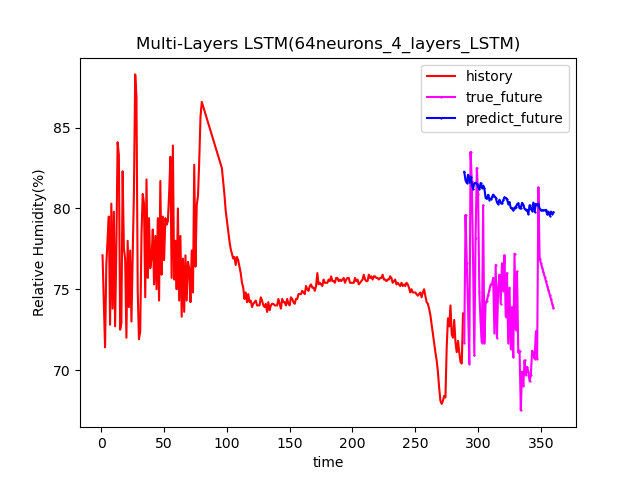 Multi-Layers LSTM(64neurons_4_layers_LSTM)
history
true_future
predict_future
Relative Humidity(%)
85
80
75
70
0
50
100
150
200
250
300
350
time